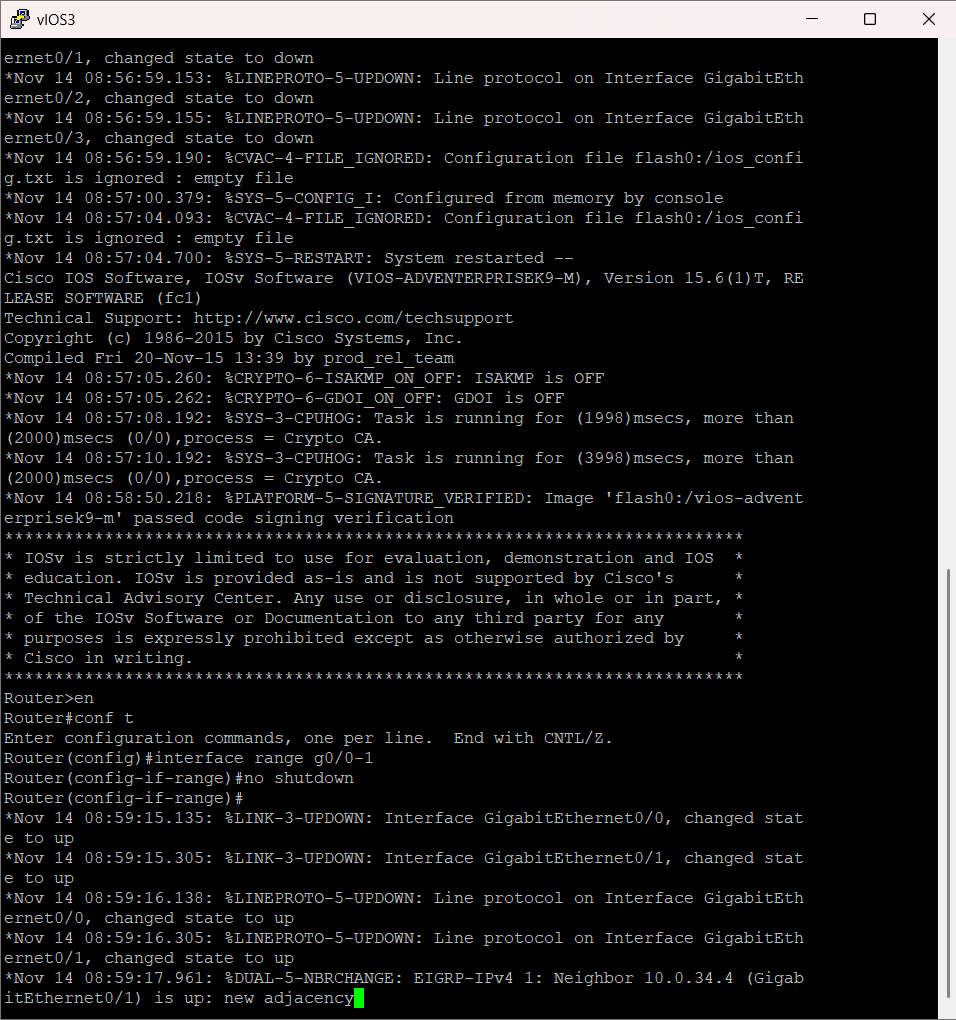 vIOS3
ernet0/1, changed state to down
*Nov 14 08:56:59.153: %LINEPROTO-5-UPDOWN: Line protocol on Interface GigabitEth
ernet0/2, changed state to down
*Nov 14 08:56:59.155: %LINEPROTO-5-UPDOWN: Line protocol on Interface GigabitEth
ernet0/3, changed state to down
*Nov 14 08:56:59.190: %CVAC-4-FILE_IGNORED: Configuration file flash0:/ios_confi
g.txt is ignored : empty file
*Nov 14 08:57:00.379: %SYS-5-CONFIG_I: Configured from memory by console
*Nov 14 08:57:04.093: %CVAC-4-FILE_IGNORED: Configuration file flash0:/ios_confi
g.txt is ignored : empty file
*Nov 14 08:57:04.700: %SYS-5-RESTART: System restarted --
Cisco IOS Software, IOSv Software (VIOS-ADVENTERPRISEK9-M), Version 15.6(1)T, RE
LEASE SOFTWARE (fc1)
Technical Support: http://www.cisco.com/techsupport
Copyright (c) 1986-2015 by Cisco Systems, Inc.
Compiled Fri 20-Nov-15 13:39 by prod_rel_team
*Nov 14 08:57:05.260: %CRYPTO-6-ISAKMP_ON_OFF: ISAKMP is OFF
*Nov 14 08:57:05.262: %CRYPTO-6-GDOI_ON_OFF: GDOI is OFF
*Nov 14 08:57:08.192: %SYS-3-CPUHOG: Task is running for (1998)msecs, more than
(2000)msecs (0/0),process = Crypto CA.
*Nov 14 08:57:10.192: %SYS-3-CPUHOG: Task is running for (3998)msecs, more than
(2000)msecs (0/0),process = Crypto CA.
*Nov 14 08:58:50.218: %PLATFORM-5-SIGNATURE_VERIFIED: Image 'flash0:/vios-advent
erprisek9-m' passed code signing verification
**************************************************************************
* IOSv is strictly limited to use for evaluation, demonstration and IOS  *
* education. IOSv is provided as-is and is not supported by Cisco's      *
* Technical Advisory Center. Any use or disclosure, in whole or in part, *
* of the IOSv Software or Documentation to any third party for any       *
* purposes is expressly prohibited except as otherwise authorized by     *
* Cisco in writing.                                                      *
**************************************************************************
Router>en
Router#conf t
Enter configuration commands, one per line.  End with CNTL/Z.
Router(config)#interface range g0/0-1
Router(config-if-range)#no shutdown
Router(config-if-range)#
*Nov 14 08:59:15.135: %LINK-3-UPDOWN: Interface GigabitEthernet0/0, changed stat
e to up
*Nov 14 08:59:15.305: %LINK-3-UPDOWN: Interface GigabitEthernet0/1, changed stat
e to up
*Nov 14 08:59:16.138: %LINEPROTO-5-UPDOWN: Line protocol on Interface GigabitEth
ernet0/0, changed state to up
*Nov 14 08:59:16.305: %LINEPROTO-5-UPDOWN: Line protocol on Interface GigabitEth
ernet0/1, changed state to up
*Nov 14 08:59:17.961: %DUAL-5-NBRCHANGE: EIGRP-IPv4 1: Neighbor 10.0.34.4 (Gigab
itEthernet0/1) is up: new adjacency